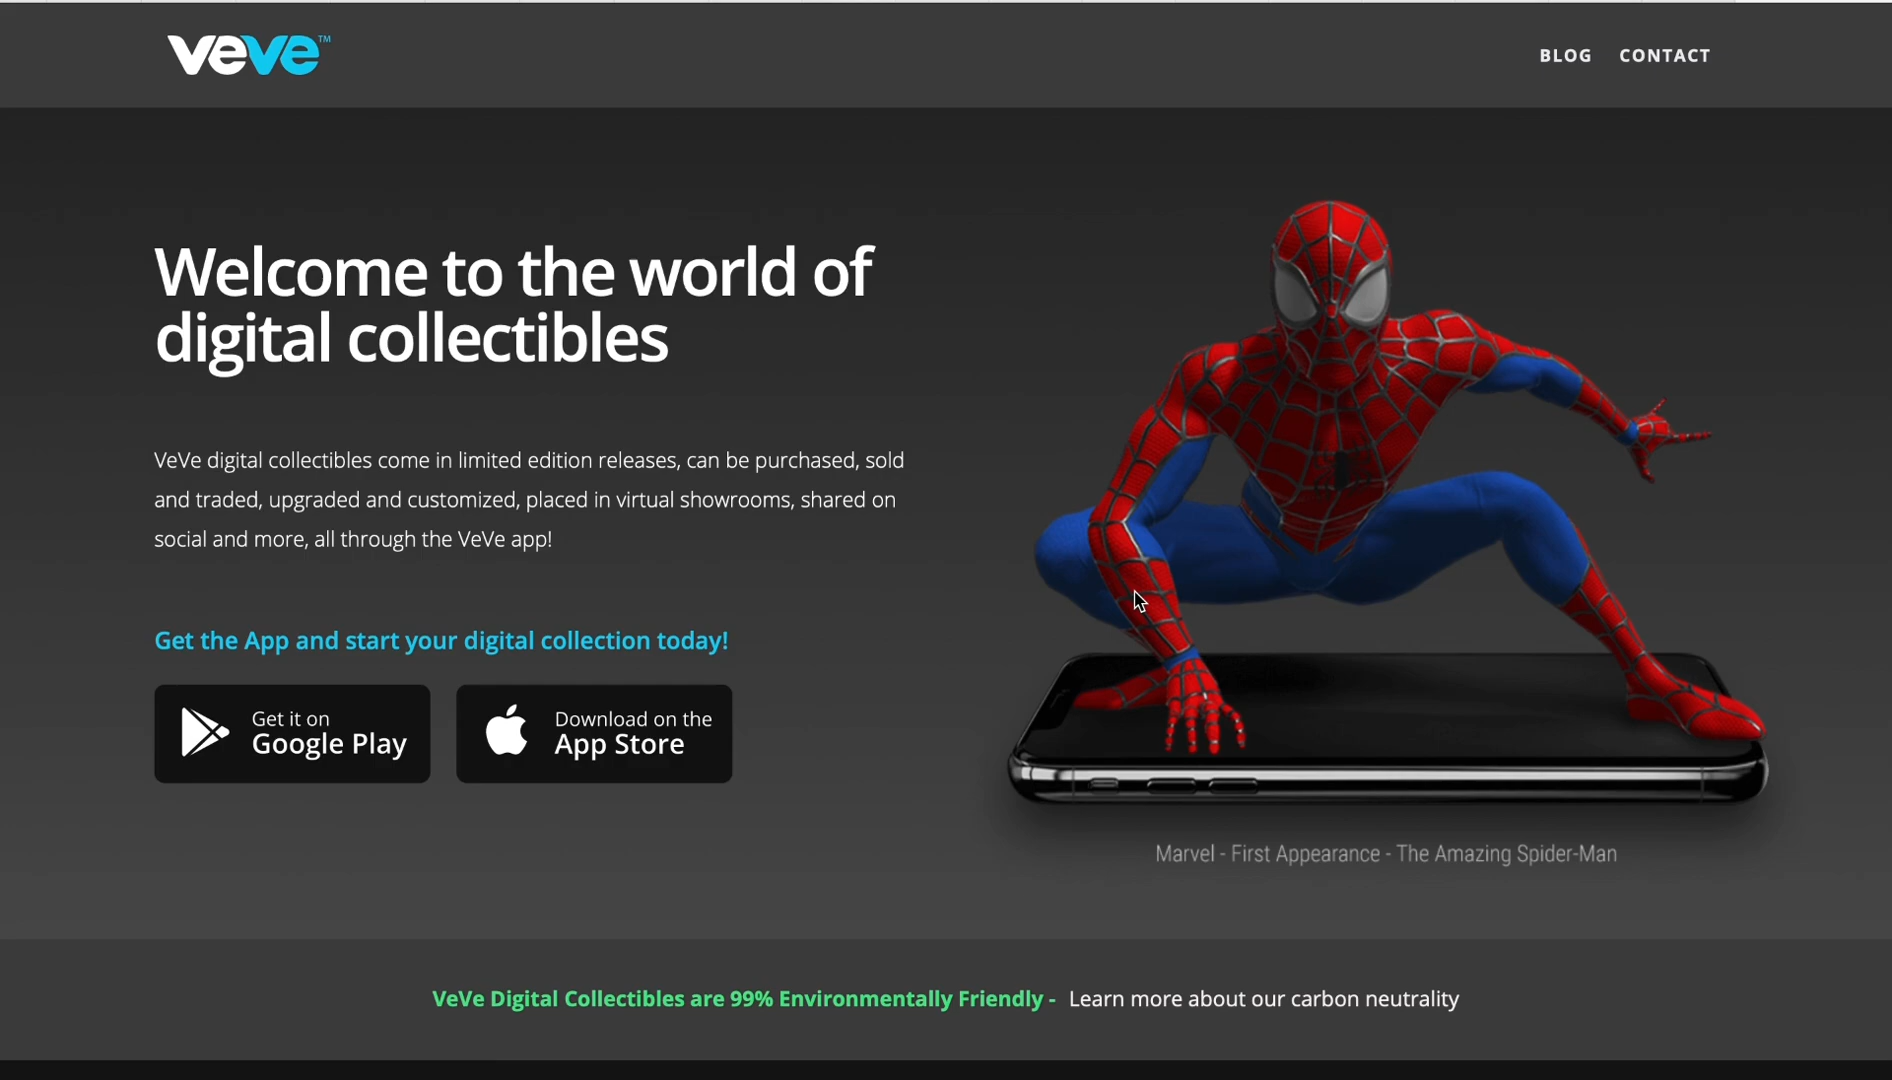 veve™
BLOG CONTACT
Welcome to the world of
digital collectibles
VeVe digital collectibles come in limited edition releases, can be purchased, sold
and traded, upgraded and customized, placed in virtual showrooms, shared on
social and more, all through the VeVe app!
Get the App and start your digital collection today!
Get it on
Google Play
Download on the
App Store
Marvel - First Appearance - The Amazing Spider-Man
VeVe Digital Collectibles are 99% Environmentally Friendly - Learn more about our carbon neutrality